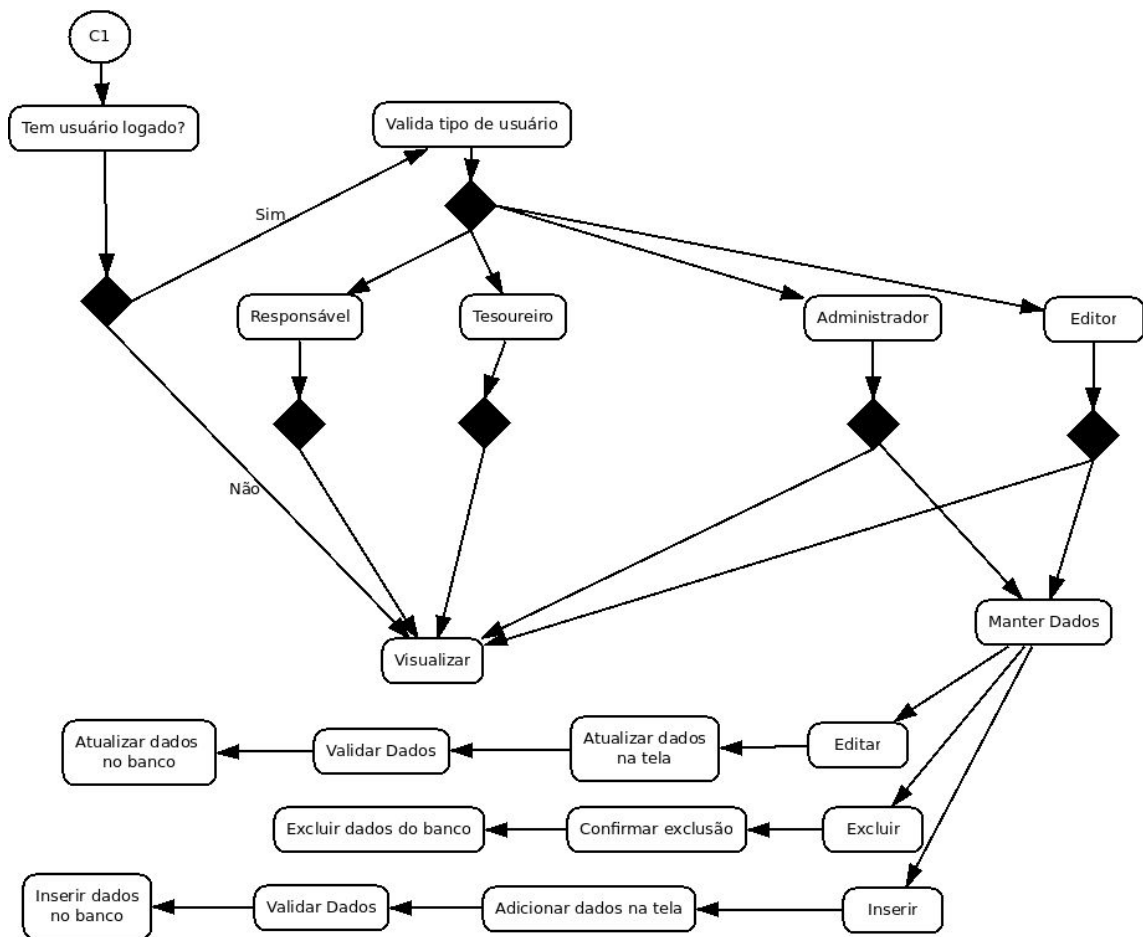 C1
Tem usuário logado?
Valida tipo de usuário
Sim
Responsável
Tesoureiro
Administrador
Editor
Não
Manter Dados
Visualizar
Atualizar dados
no banco
Validar Dados
Atualizar dados
na tela
Editar
Excluir dados do banco
Confirmar exclusão
Excluir
Inserir dados
no banco
Validar Dados
Adicionar dados na tela
Inserir